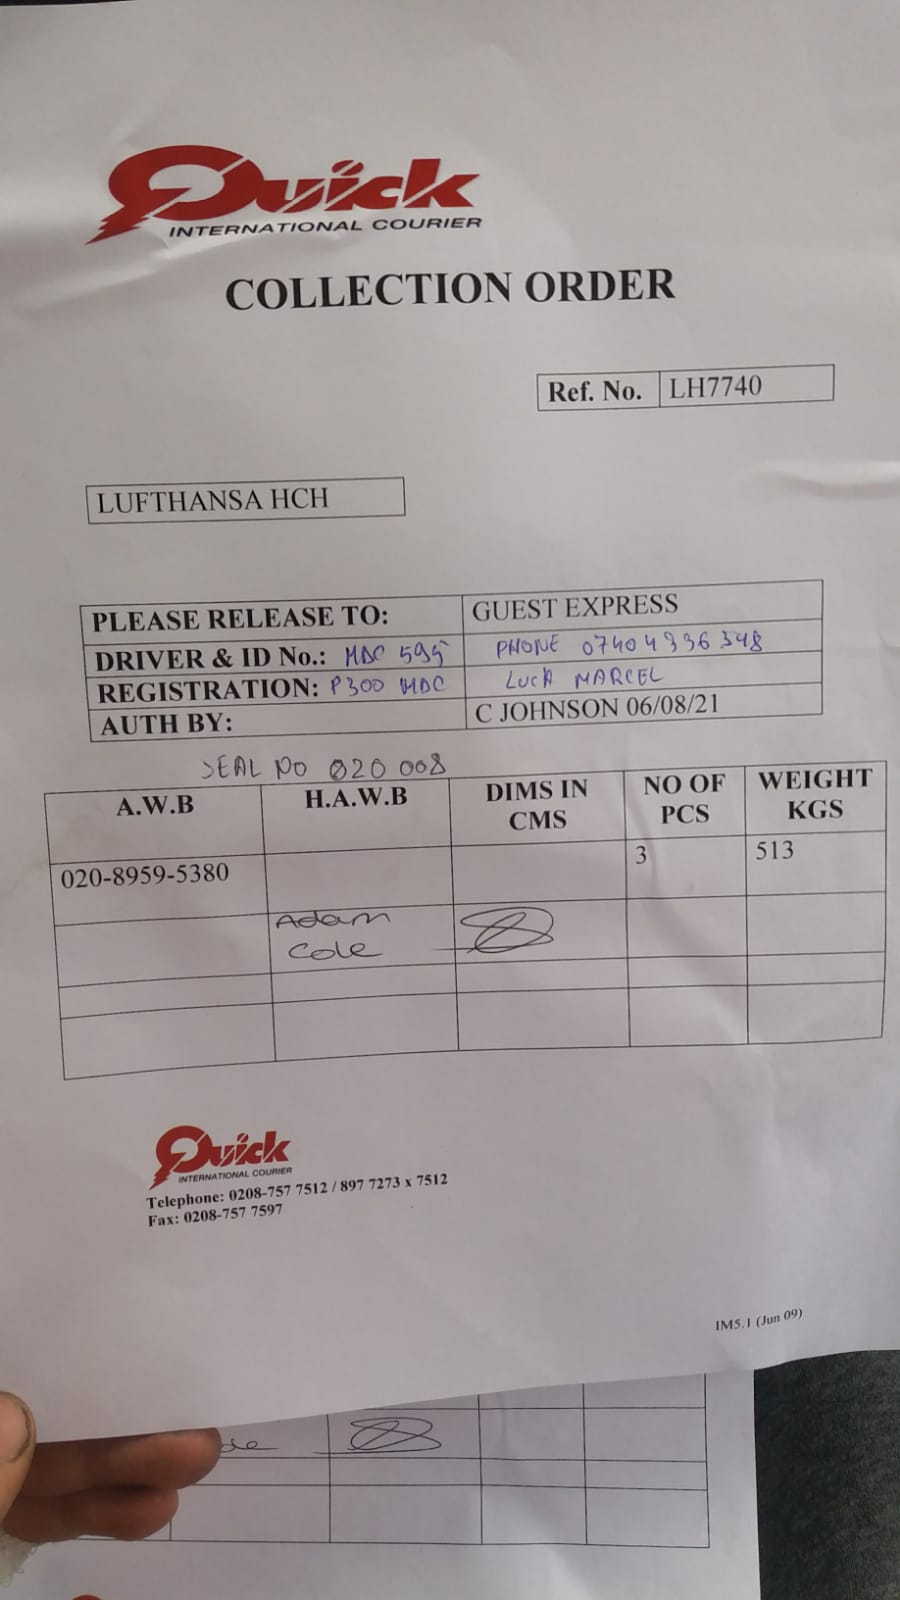 Quick
INTERNATIONAL COURIER
COLLECTION ORDER
Ref. No. LH7740
LUFTHANSA HCH
PLEASE RELEASE TO: GUEST EXPRESS
DRIVER & ID No.: MDC 595 PHONE 07404936348
REGISTRATION: P300 MDC LUCA MARCEL
AUTH BY: C JOHNSON 06/08/21
SEAL NO 020 008
A.W.B H.A.W.B DIMS IN CMS NO OF PCS WEIGHT KGS
020-8959-5380 3 513
Adam
Cole
Quick
INTERNATIONAL COURIER
Telephone: 0208-757 7512 / 897 7273 x 7512
Fax: 0208-757 7597
IM5.1 (Jun 09)